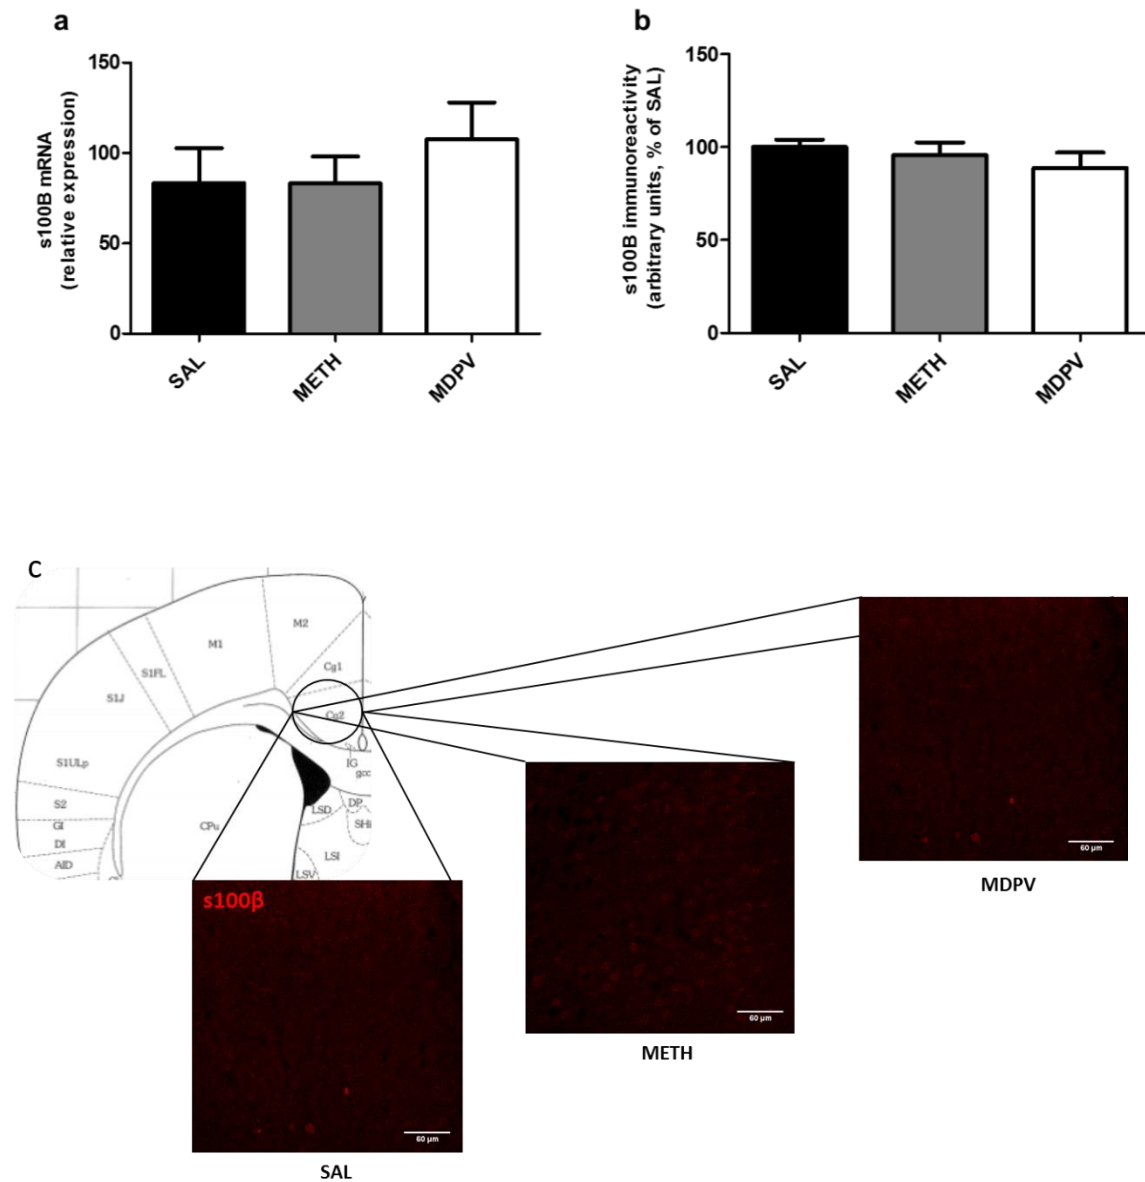 a
s100B mRNA
(relative expression)
150
100
50
0
SAL
METH
MDPV
b
s100B immunoreactivity
(arbitrary units, % of SAL)
150
100
50
0
SAL
METH
MDPV
C
M2
M1
Cg1
S1FL
S1J
Cg2
S1ULp
IG
gcc
S2
LSD
DP
GI
CPu
SHi
DI
LSI
AID
LSV
s100β
60 µm
SAL
60 µm
METH
60 µm
MDPV